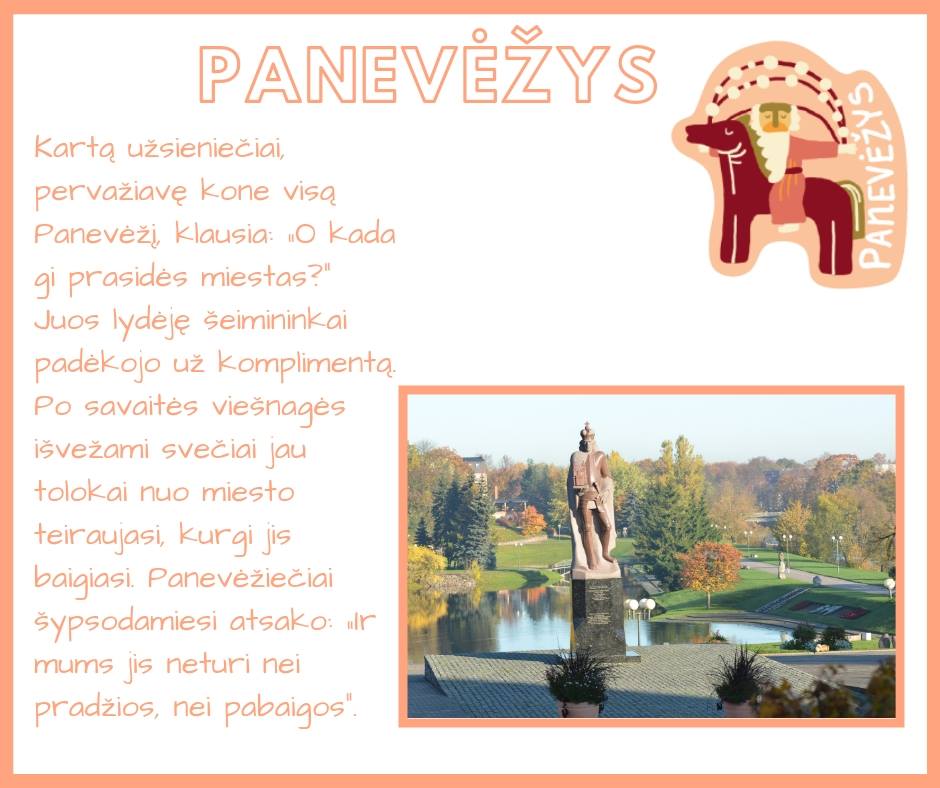 PANEVĖŽYS
Kartą užsieniečiai,
pervažiavę kone visą
Panevėžį, klausia: „O kada
gi prasidės miestas?"
Juos lydėję šeimininkai
padėkojo už komplimentą.
Po savaitės viešnagės
išvežami svečiai jau
tolokai nuo miesto
teiraujasi, kurgi jis
baigiasi. Panevėžiečiai
šypsodamiesi atsako: „Ir
mums jis neturi nei
pradžios, nei pabaigos".
PANEVĖŽYS